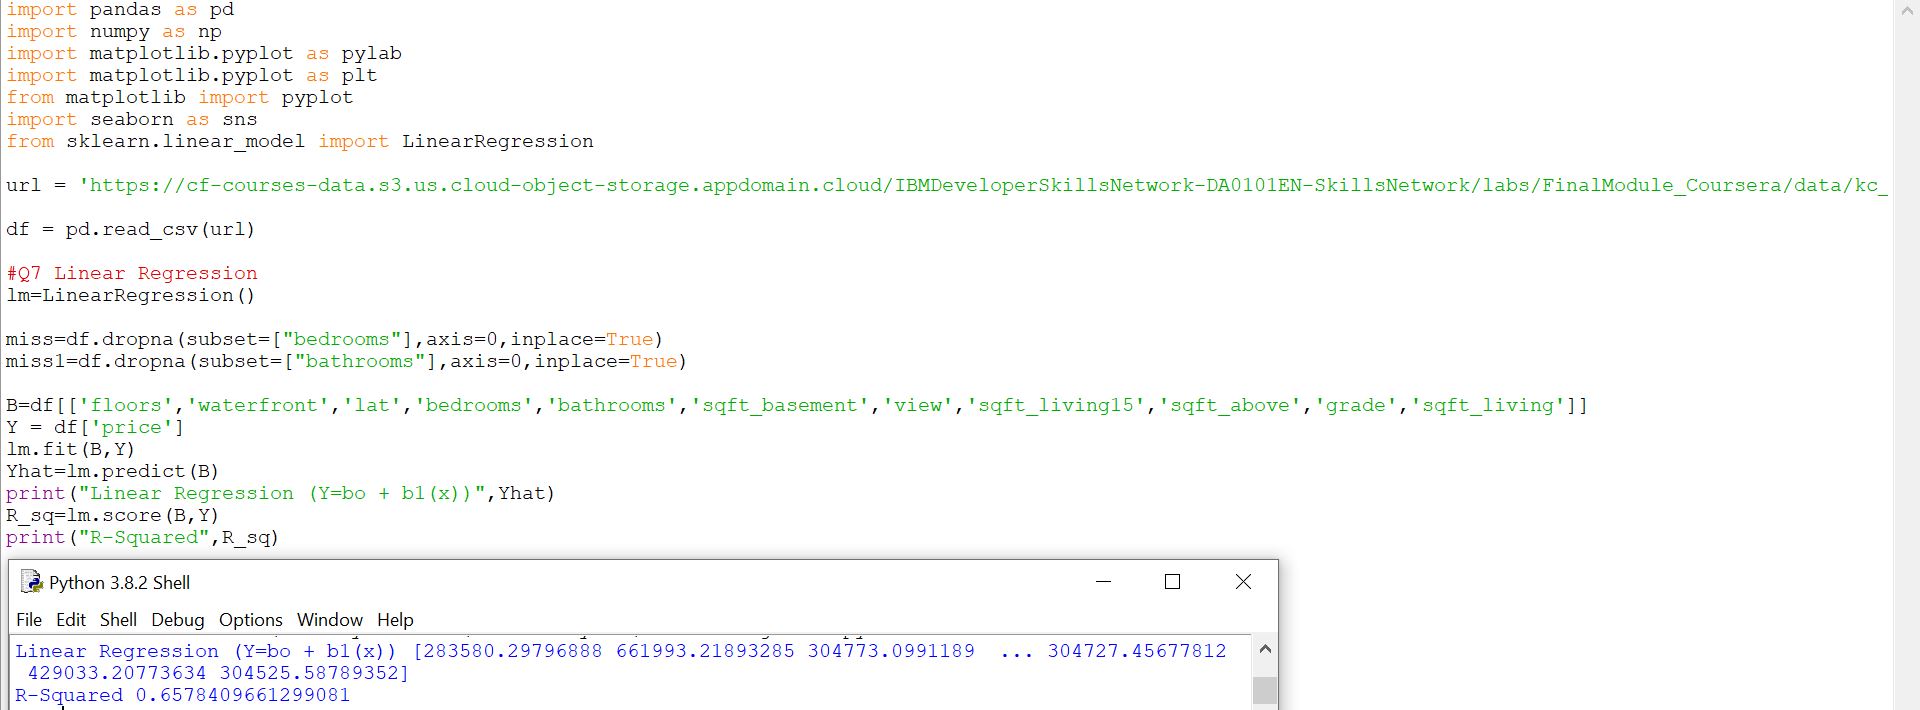 import pandas as pd
import numpy as np
import matplotlib.pyplot as pylab
import matplotlib.pyplot as plt
from matplotlib import pyplot
import seaborn as sns
from sklearn.linear_model import LinearRegression
url = 'https://cf-courses-data.s3.us.cloud-object-storage.appdomain.cloud/IBMDeveloperSkillsNetwork-DA0101EN-SkillsNetwork/labs/FinalModule_Coursera/data/kc_
df = pd.read_csv(url)
#Q7 Linear Regression
lm=LinearRegression()
miss=df.dropna(subset=["bedrooms"],axis=0,inplace=True)
miss1=df.dropna(subset=["bathrooms"],axis=0,inplace=True)
B=df[['floors','waterfront','lat','bedrooms','bathrooms','sqft_basement','view','sqft_living15','sqft_above','grade','sqft_living']]
Y = df['price']
lm.fit(B,Y)
Yhat=lm.predict(B)
print("Linear Regression (Y=bo + b1(x))",Yhat)
R_sq=lm.score(B,Y)
print("R-Squared",R_sq)
Python 3.8.2 Shell
File Edit Shell Debug Options Window Help
Linear Regression (Y=bo + b1(x)) [283580.29796888 661993.21893285 304773.0991189  ... 304727.45677812
 429033.20773634 304525.58789352]
R-Squared 0.6578409661299081